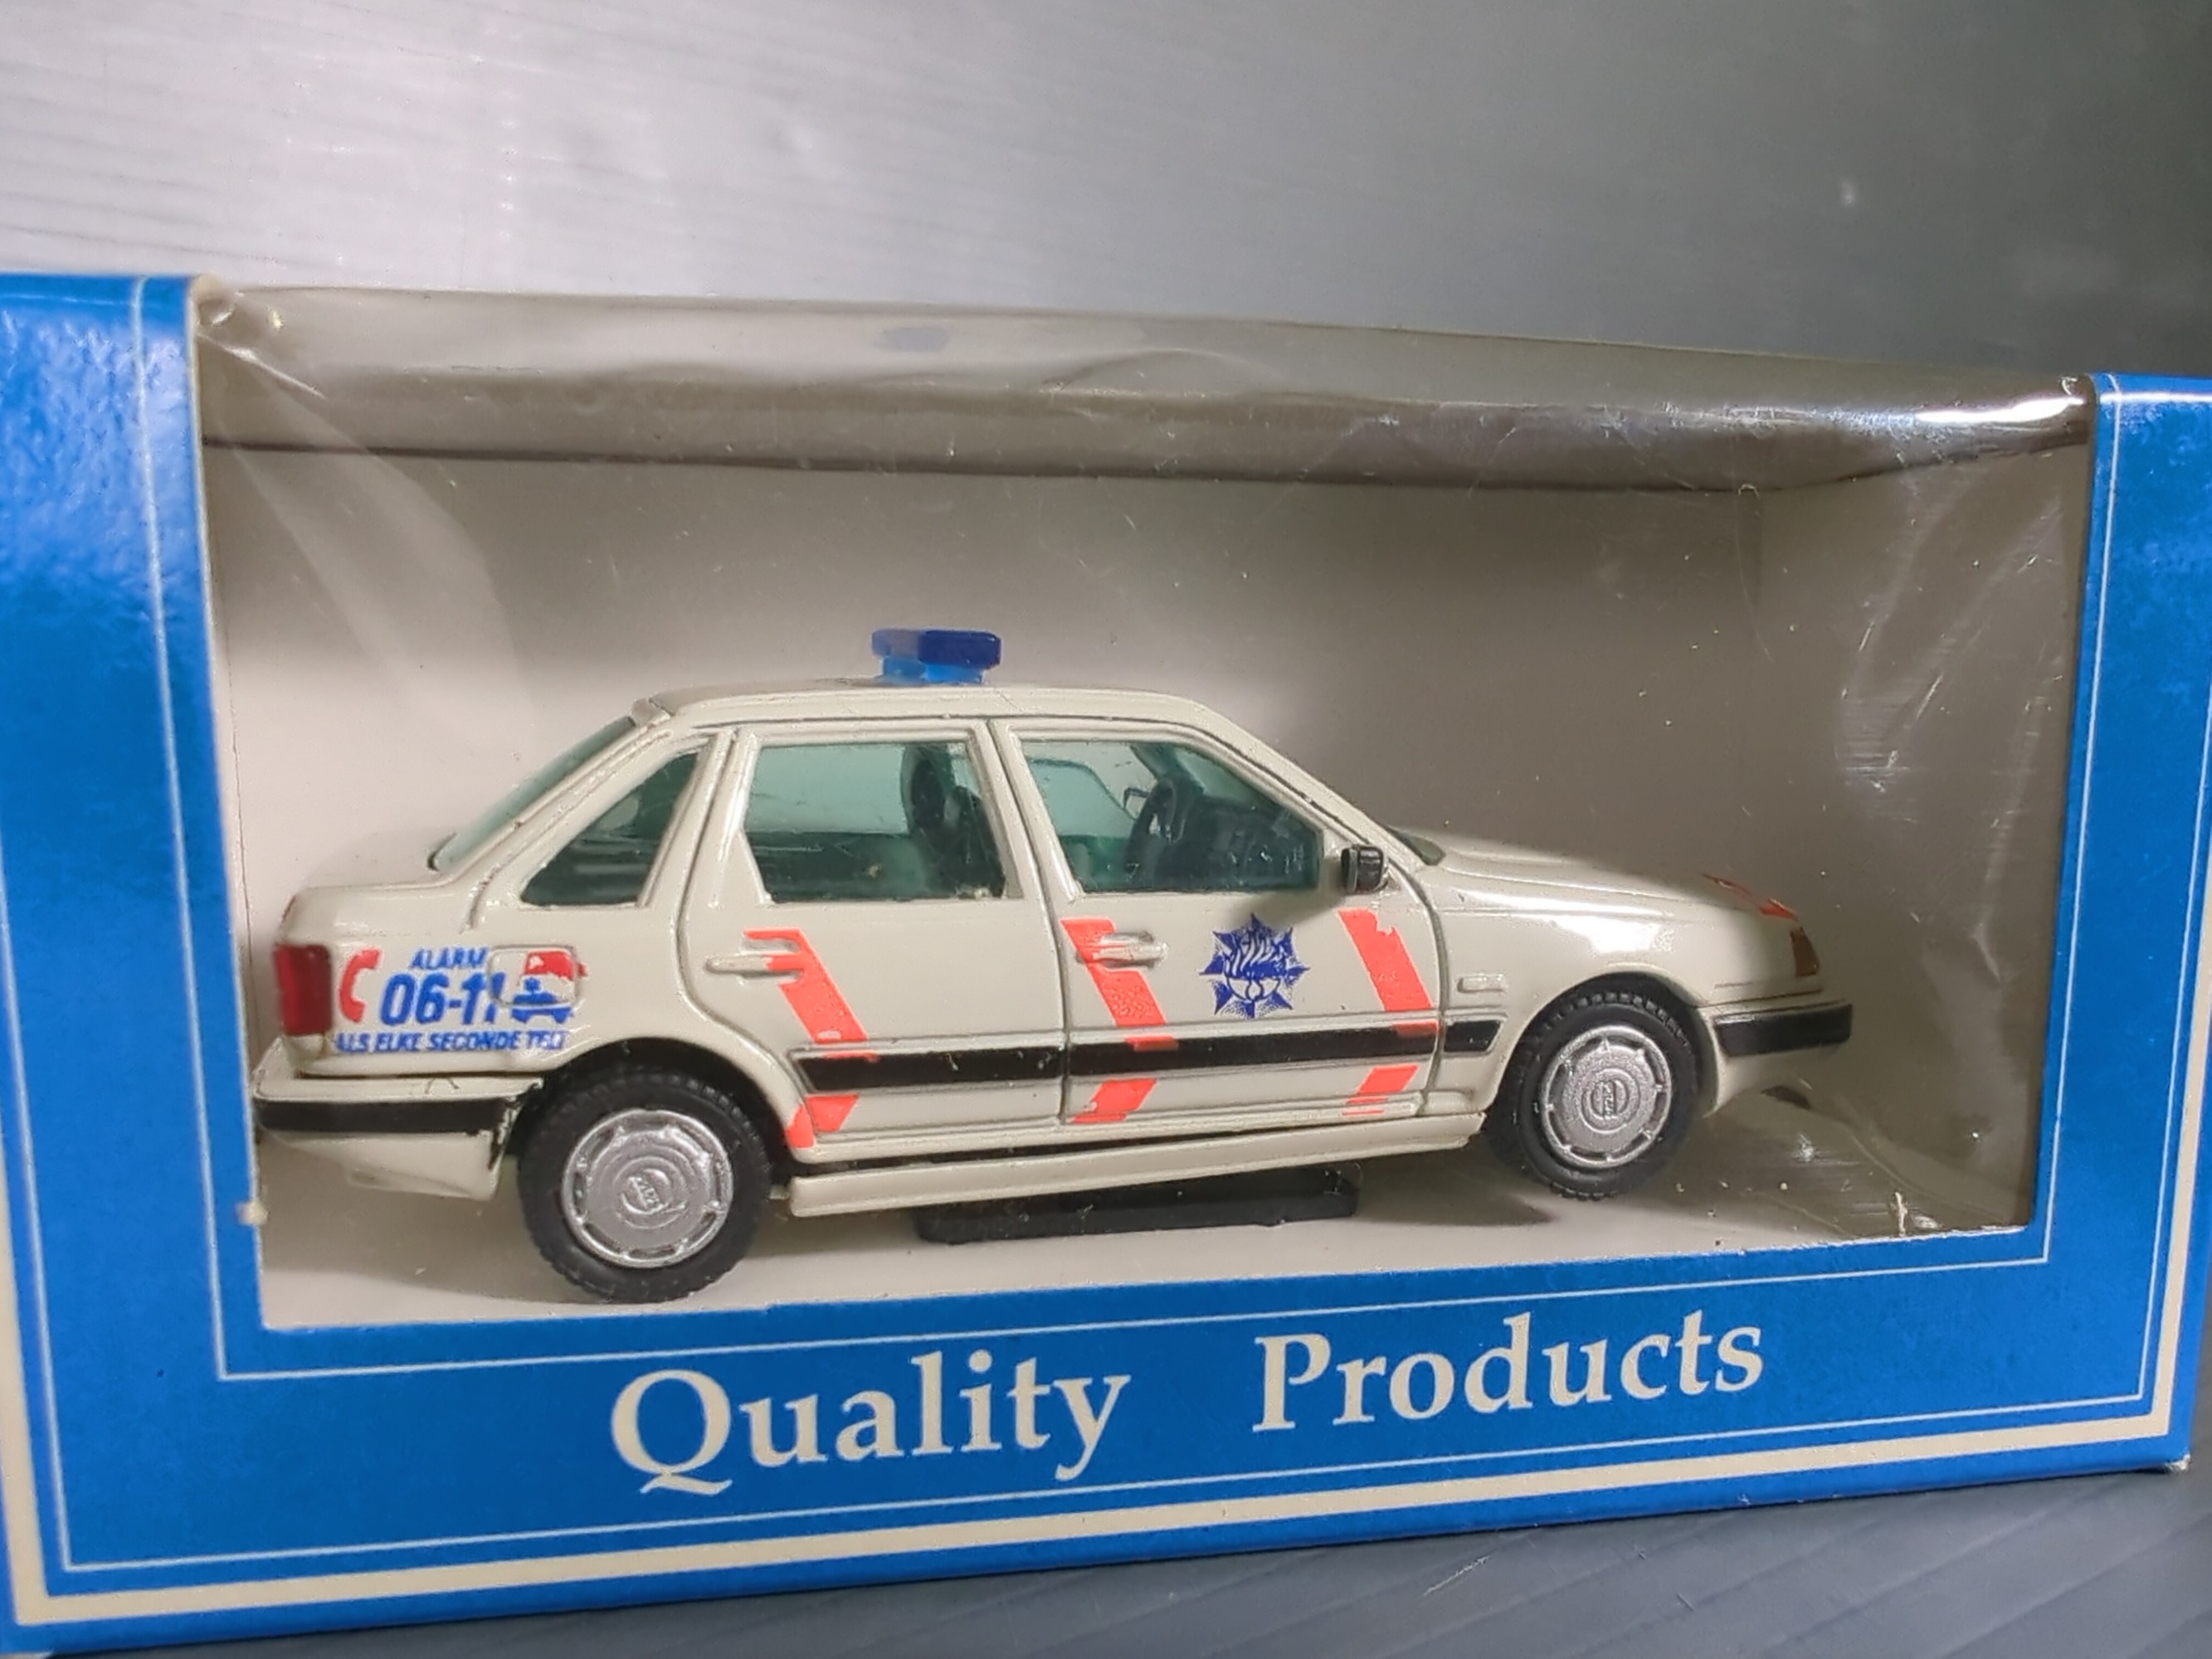 ALARM
06-11
ALS ELKE SECONDE TELT
Quality Products